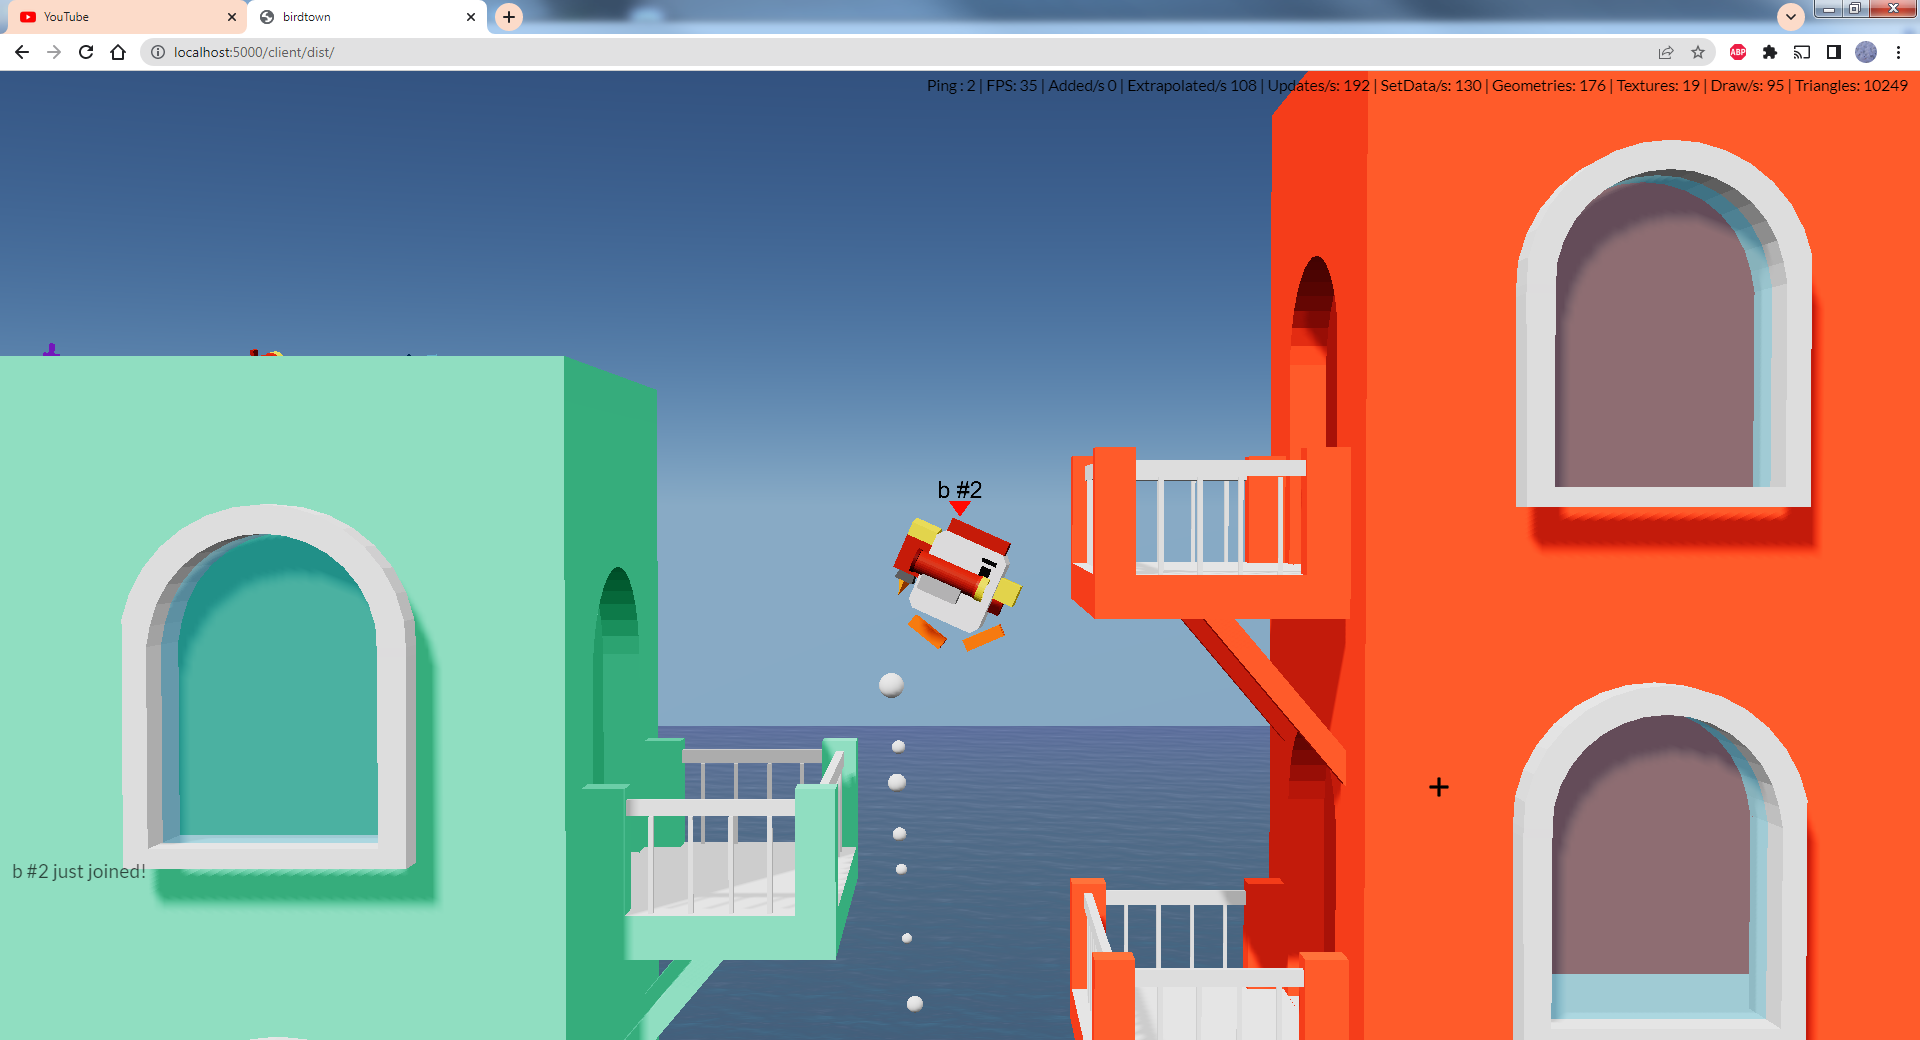 YouTube
birdtown
localhost:5000/client/dist/
ABP
Ping : 2 | FPS: 35 | Added/s 0 | Extrapolated/s 108 | Updates/s: 192 | SetData/s: 130 | Geometries: 176 | Textures: 19 | Draw/s: 95 | Triangles: 10249
b #2
b #2 just joined!